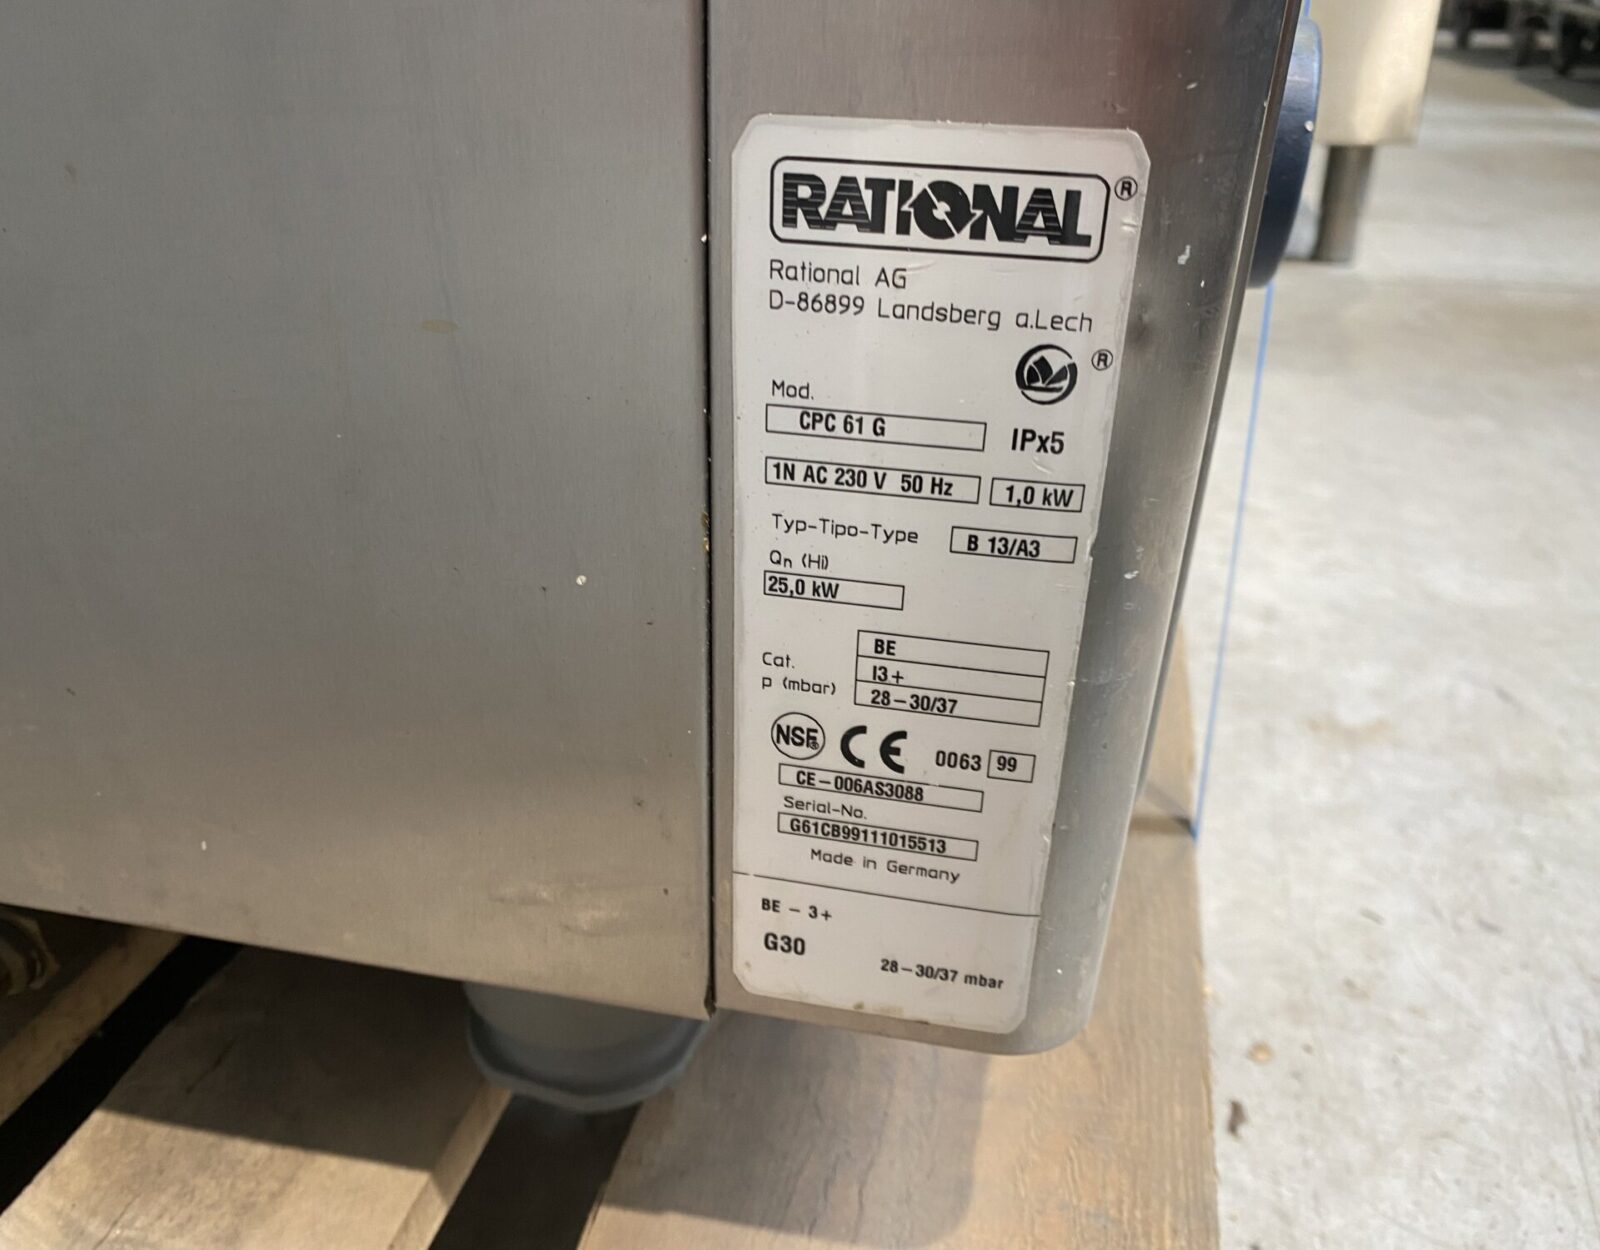 RATIONAL ®
Rational AG
D-86899 Landsberg a.Lech
®
Mod.
CPC 61 G
IPx5
1N AC 230 V 50 Hz 1,0 kW
Typ-Tipo-Type B 13/A3
Qn (Hi)
25,0 kW
BE
Cat. I3+
p (mbar) 28–30/37
NSF® CE 0063 99
CE–006AS3088
Serial-No.
G61CB99111015513
Made in Germany
BE – 3+
G30 28–30/37 mbar